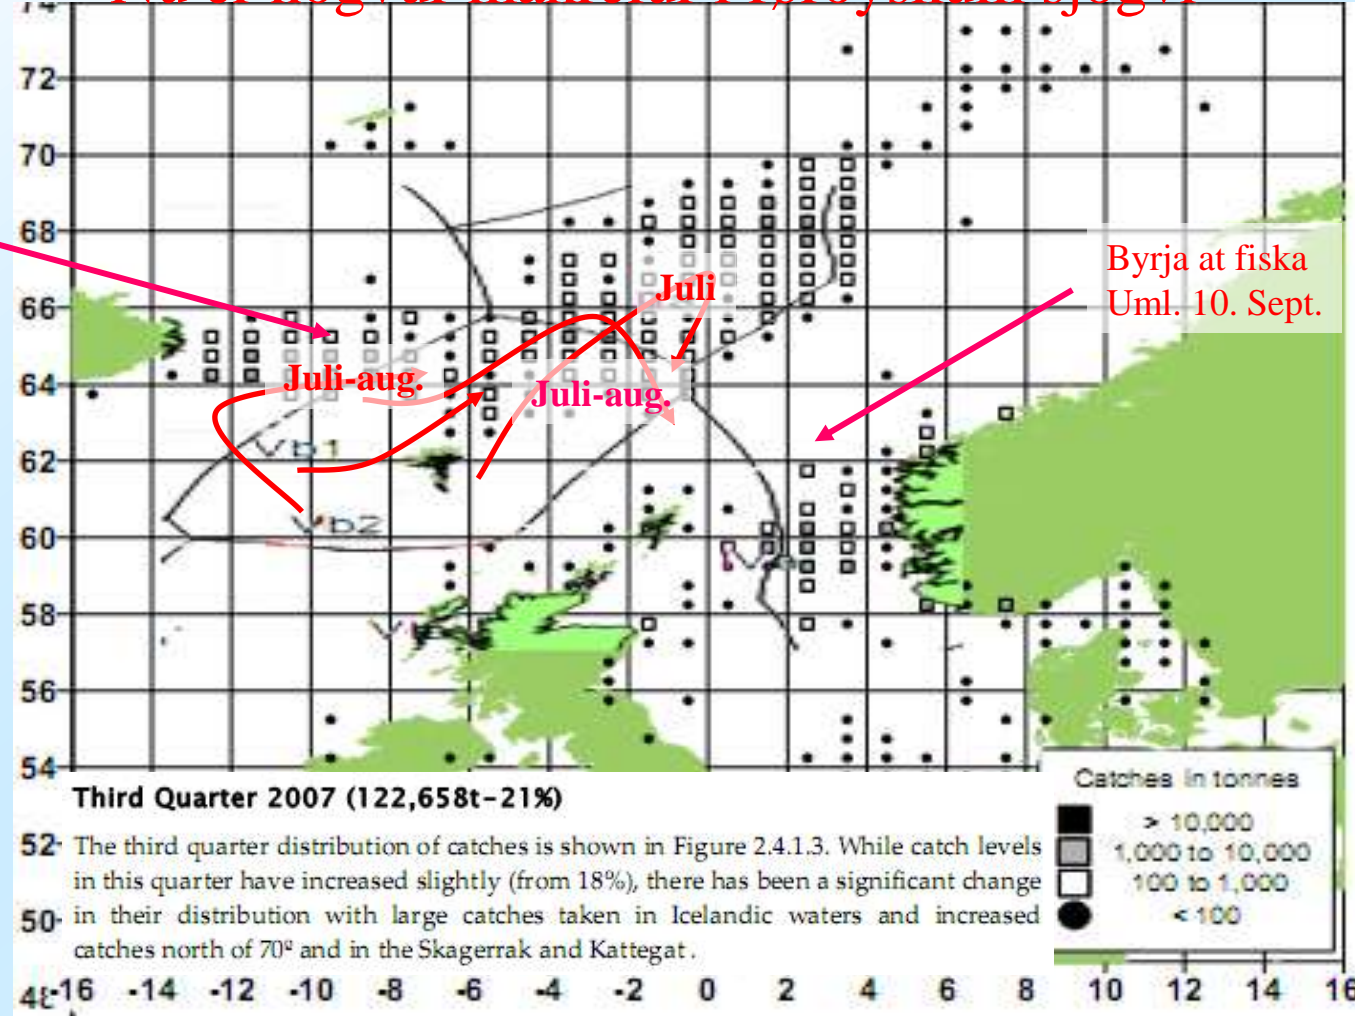 74
72
70
68
66
64
62
60
58
56
54
52
50
Juli
Byrja at fiska
Uml. 10. Sept.
Juli-aug.
Juli-aug.
Vb1
Vb2
Third Quarter 2007 (122,658t–21%)
The third quarter distribution of catches is shown in Figure 2.4.1.3. While catch levels
in this quarter have increased slightly (from 18%), there has been a significant change
in their distribution with large catches taken in Icelandic waters and increased
catches north of 70º and in the Skagerrak and Kattegat.
Catches in tonnes
> 10,000
1,000 to 10,000
100 to 1,000
< 100
-16 -14 -12 -10 -8 -6 -4 -2 0 2 4 6 8 10 12 14 16